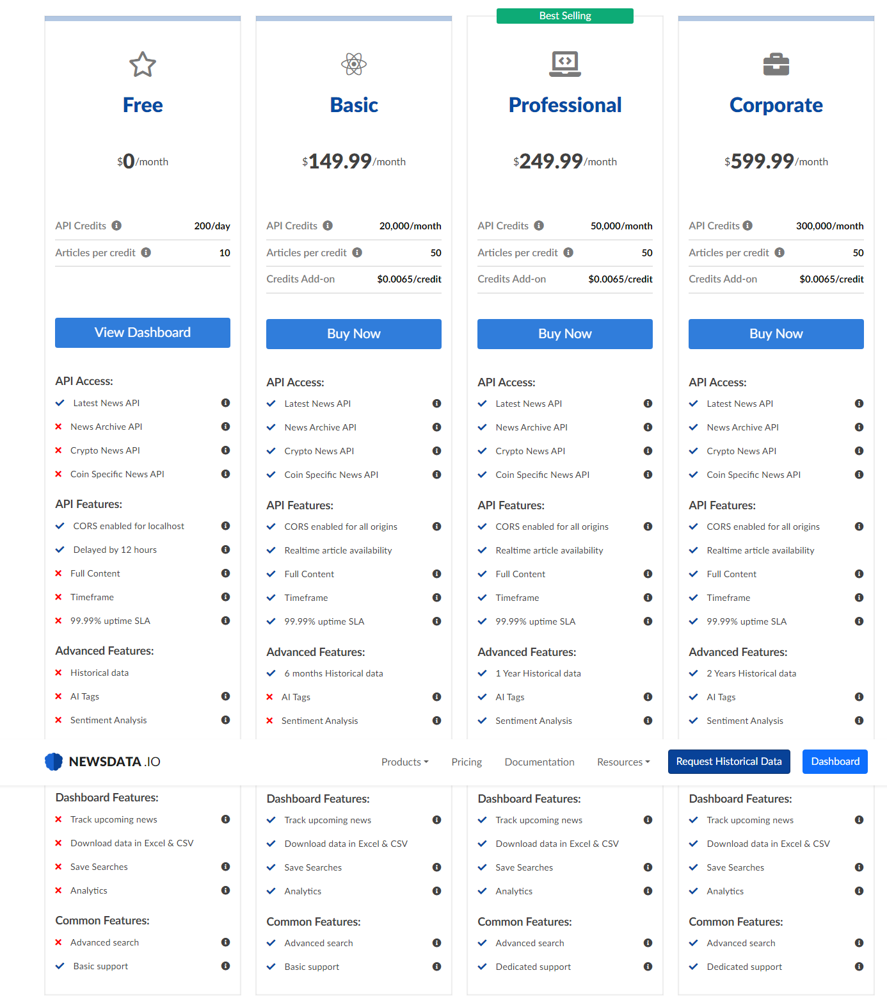 Best Selling
Free
$0/month
API Credits 200/day
Articles per credit 10
View Dashboard
API Access:
Latest News API
News Archive API
Crypto News API
Coin Specific News API
API Features:
CORS enabled for localhost
Delayed by 12 hours
Full Content
Timeframe
99.99% uptime SLA
Advanced Features:
Historical data
AI Tags
Sentiment Analysis
Basic
$149.99/month
API Credits 20,000/month
Articles per credit 50
Credits Add-on $0.0065/credit
Buy Now
API Access:
Latest News API
News Archive API
Crypto News API
Coin Specific News API
API Features:
CORS enabled for all origins
Realtime article availability
Full Content
Timeframe
99.99% uptime SLA
Advanced Features:
6 months Historical data
AI Tags
Sentiment Analysis
Professional
$249.99/month
API Credits 50,000/month
Articles per credit 50
Credits Add-on $0.0065/credit
Buy Now
API Access:
Latest News API
News Archive API
Crypto News API
Coin Specific News API
API Features:
CORS enabled for all origins
Realtime article availability
Full Content
Timeframe
99.99% uptime SLA
Advanced Features:
1 Year Historical data
AI Tags
Sentiment Analysis
Corporate
$599.99/month
API Credits 300,000/month
Articles per credit 50
Credits Add-on $0.0065/credit
Buy Now
API Access:
Latest News API
News Archive API
Crypto News API
Coin Specific News API
API Features:
CORS enabled for all origins
Realtime article availability
Full Content
Timeframe
99.99% uptime SLA
Advanced Features:
2 Years Historical data
AI Tags
Sentiment Analysis
NEWSDATA.IO Products Pricing Documentation Resources Request Historical Data Dashboard
Dashboard Features:
Track upcoming news
Download data in Excel & CSV
Save Searches
Analytics
Common Features:
Advanced search
Basic support
Dashboard Features:
Track upcoming news
Download data in Excel & CSV
Save Searches
Analytics
Common Features:
Advanced search
Basic support
Dashboard Features:
Track upcoming news
Download data in Excel & CSV
Save Searches
Analytics
Common Features:
Advanced search
Dedicated support
Dashboard Features:
Track upcoming news
Download data in Excel & CSV
Save Searches
Analytics
Common Features:
Advanced search
Dedicated support